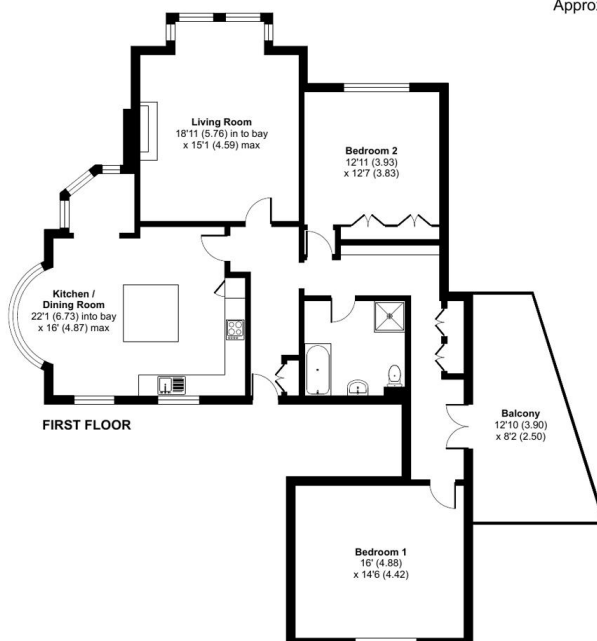 Approx
Living Room
18'11 (5.76) in to bay
x 15'1 (4.59) max
Bedroom 2
12'11 (3.93)
x 12'7 (3.83)
Kitchen /
Dining Room
22'1 (6.73) into bay
x 16' (4.87) max
Balcony
12'10 (3.90)
x 8'2 (2.50)
FIRST FLOOR
Bedroom 1
16' (4.88)
x 14'6 (4.42)